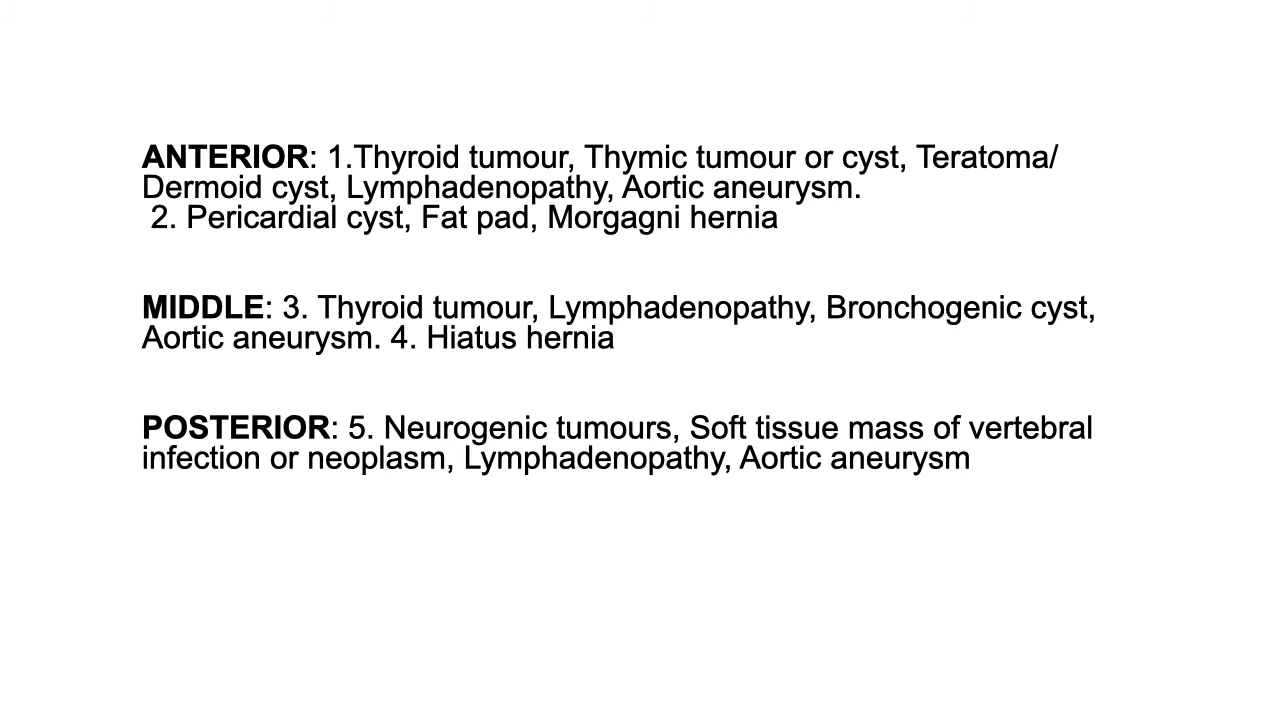 ANTERIOR: 1.Thyroid tumour, Thymic tumour or cyst, Teratoma/
Dermoid cyst, Lymphadenopathy, Aortic aneurysm.
2. Pericardial cyst, Fat pad, Morgagni hernia
MIDDLE: 3. Thyroid tumour, Lymphadenopathy, Bronchogenic cyst,
Aortic aneurysm. 4. Hiatus hernia
POSTERIOR: 5. Neurogenic tumours, Soft tissue mass of vertebral
infection or neoplasm, Lymphadenopathy, Aortic aneurysm